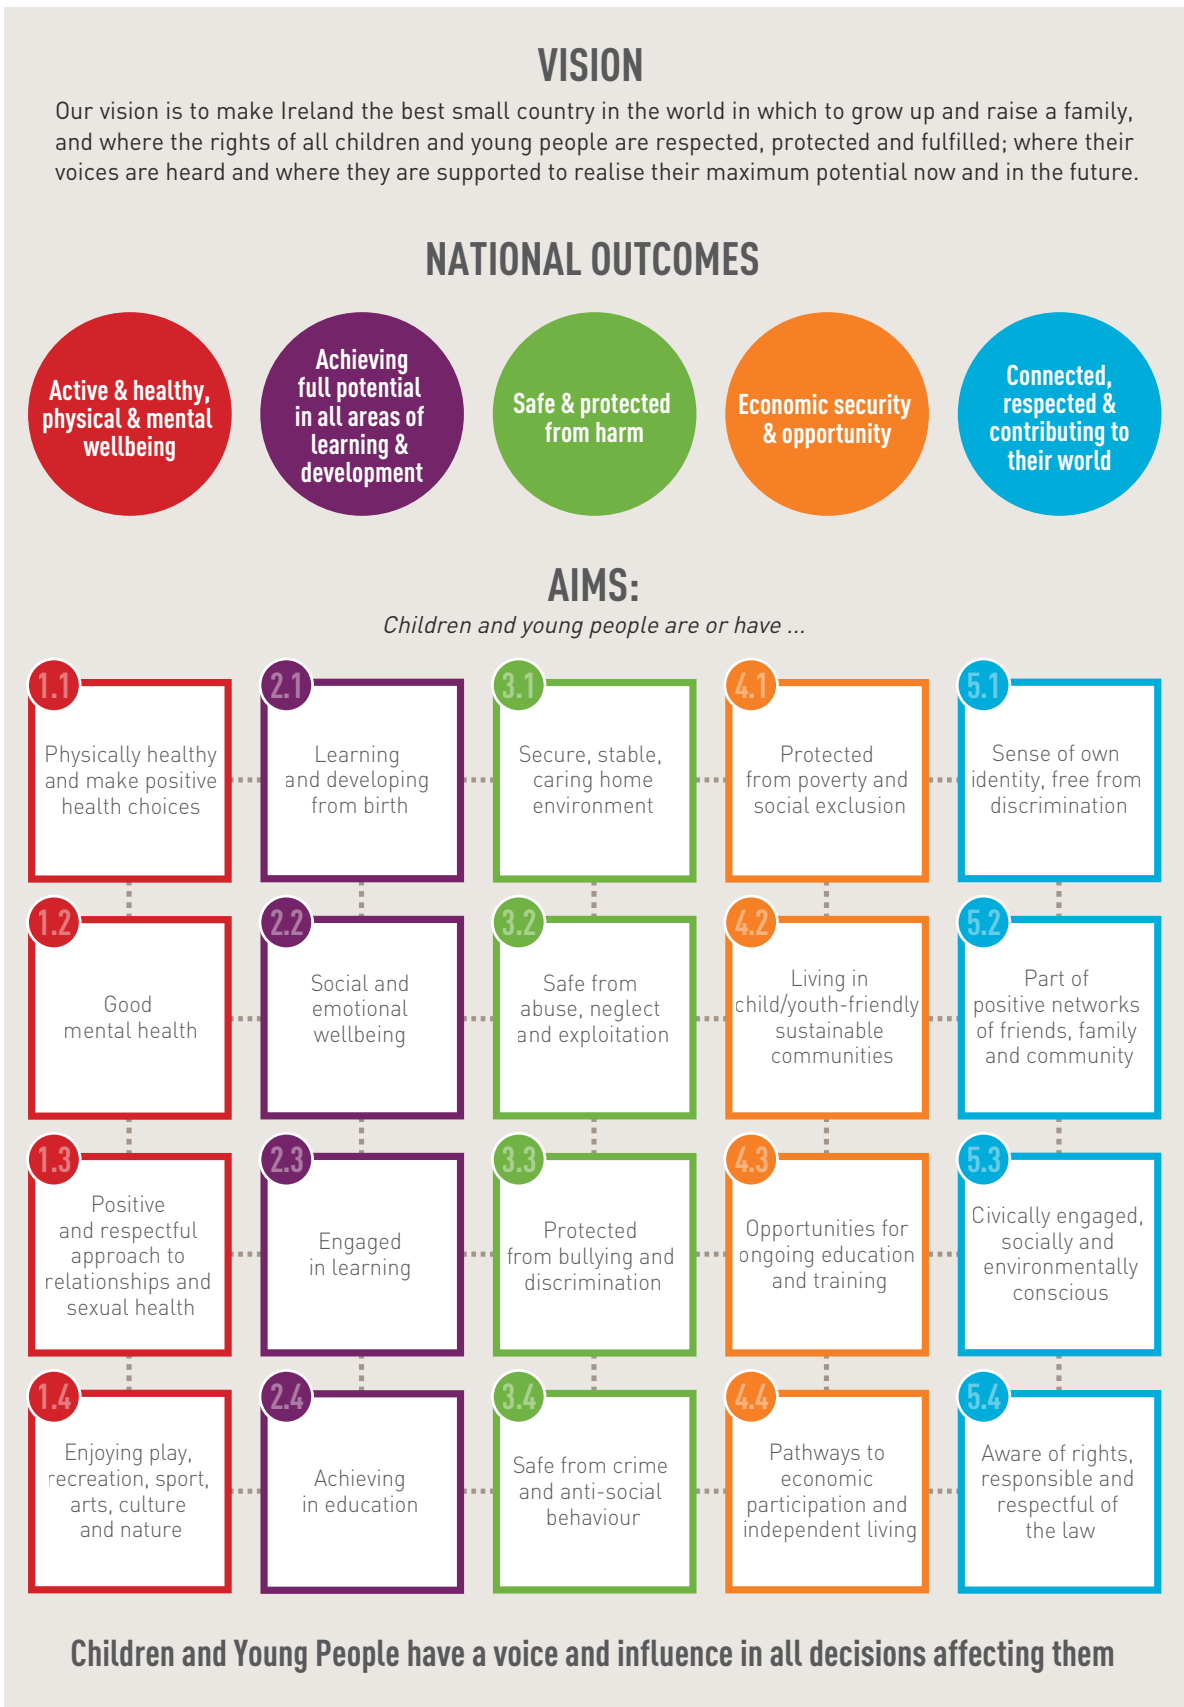 VISION
Our vision is to make Ireland the best small country in the world in which to grow up and raise a family,
and where the rights of all children and young people are respected, protected and fulfilled; where their
voices are heard and where they are supported to realise their maximum potential now and in the future.
NATIONAL OUTCOMES
Active & healthy,
physical & mental
wellbeing
Achieving
full potential
in all areas of
learning &
development
Safe & protected
from harm
Economic security
& opportunity
Connected,
respected &
contributing to
their world
AIMS:
Children and young people are or have ...
1.1
Physically healthy
and make positive
health choices
2.1
Learning
and developing
from birth
3.1
Secure, stable,
caring home
environment
4.1
Protected
from poverty and
social exclusion
5.1
Sense of own
identity, free from
discrimination
1.2
Good
mental health
2.2
Social and
emotional
wellbeing
3.2
Safe from
abuse, neglect
and exploitation
4.2
Living in
child/youth-friendly
sustainable
communities
5.2
Part of
positive networks
of friends, family
and community
1.3
Positive
and respectful
approach to
relationships and
sexual health
2.3
Engaged
in learning
3.3
Protected
from bullying and
discrimination
4.3
Opportunities for
ongoing education
and training
5.3
Civically engaged,
socially and
environmentally
conscious
1.4
Enjoying play,
recreation, sport,
arts, culture
and nature
2.4
Achieving
in education
3.4
Safe from crime
and anti-social
behaviour
4.4
Pathways to
economic
participation and
independent living
5.4
Aware of rights,
responsible and
respectful of
the law
Children and Young People have a voice and influence in all decisions affecting them